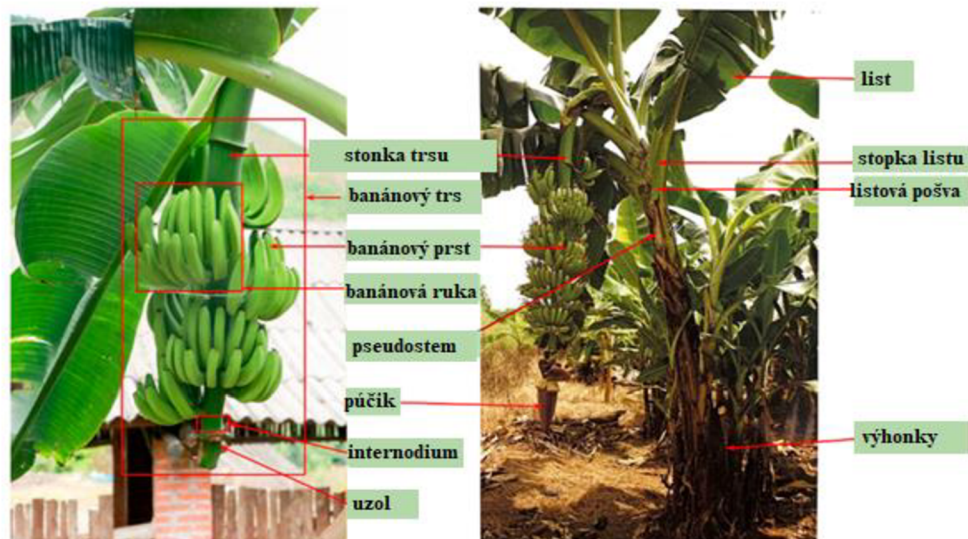 stonka trsu
banánový trs
banánový prst
banánová ruka
pseudostem
púčik
internodium
uzol
list
stopka listu
listová pošva
výhonky